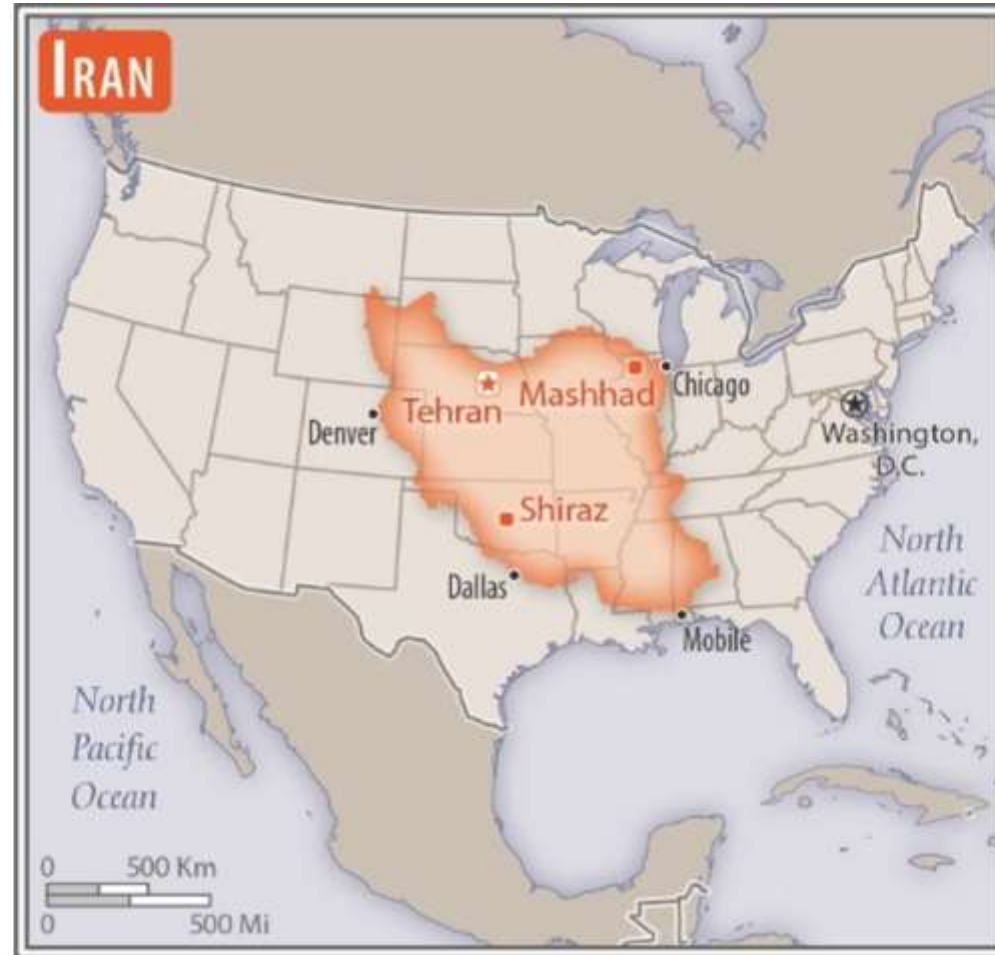 IRAN
Tehran
Mashhad
Chicago
Denver
Washington,
D.C.
Shiraz
Dallas
Mobile
North
Atlantic
Ocean
North
Pacific
Ocean
0 500 Km
0 500 Mi